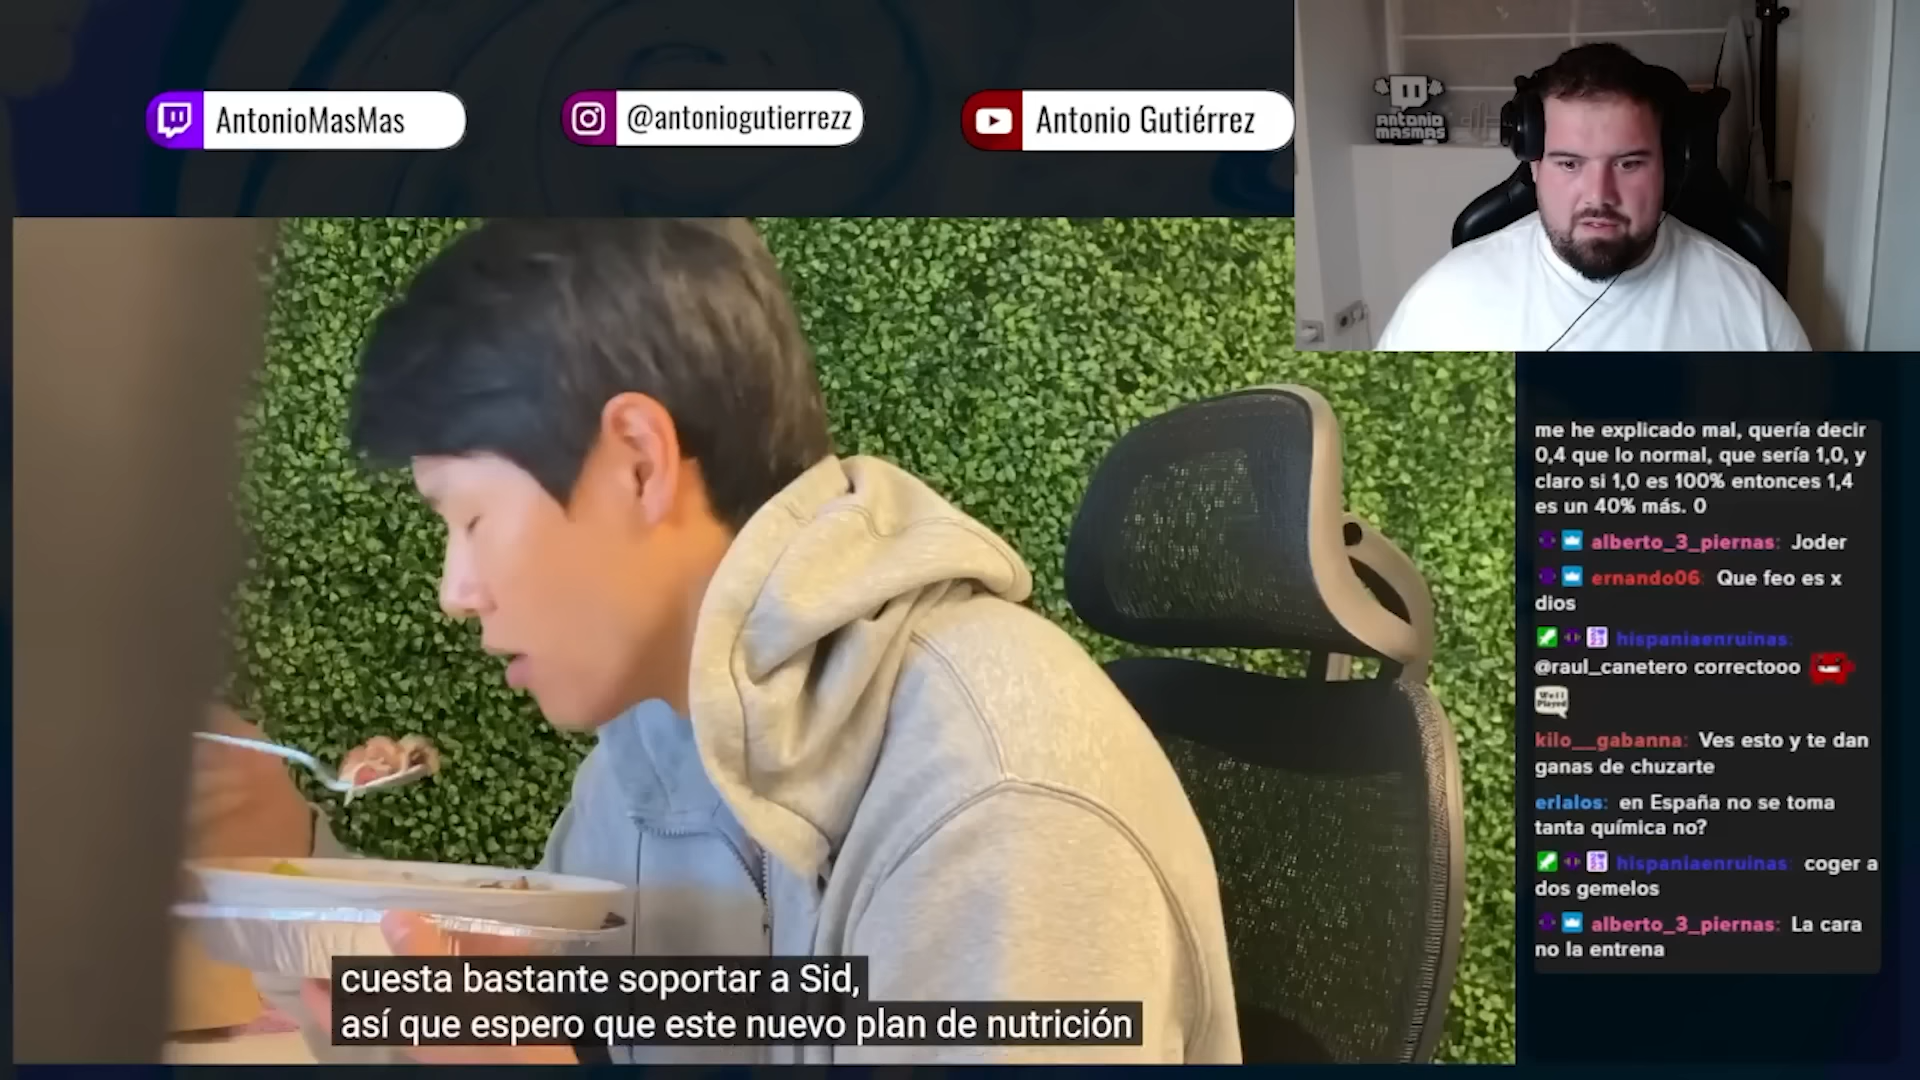 AntonioMasMas
@antoniogutierrezz
Antonio Gutiérrez
Antonio
MASMAS
me he explicado mal, quería decir
0,4 que lo normal, que sería 1,0, y
claro si 1,0 es 100% entonces 1,4
es un 40% más. 0
alberto_3_piernas: Joder
ernando06: Que feo es x
dios
hispaniaenruinas:
@raul_canetero correctooo
Well
Played
kilo__gabanna: Ves esto y te dan
ganas de chuzarte
erlalos: en España no se toma
tanta química no?
hispaniaenruinas: coger a
dos gemelos
alberto_3_piernas: La cara
no la entrena
cuesta bastante soportar a Sid,
así que espero que este nuevo plan de nutrición